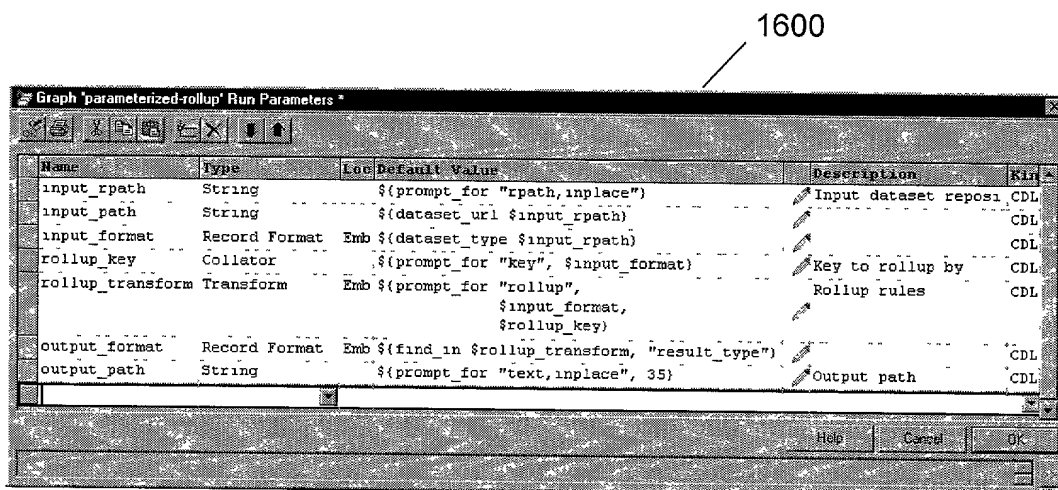 1600
Graph 'parameterized-rollup' Run Parameters *
Name Type Loc Default Value Description Kin
input_rpath String ${prompt_for "rpath,inplace"} Input dataset reposi CDL
input_path String ${dataset_url $input_rpath} CDL
input_format Record Format Emb ${dataset_type $input_rpath} CDL
rollup_key Collator ${prompt_for "key", $input_format} Key to rollup by CDL
rollup_transform Transform Emb ${prompt_for "rollup", Rollup rules CDL
$input_format,
$rollup_key}
output_format Record Format Emb ${find_in $rollup_transform, "result_type"} CDL
output_path String ${prompt_for "text,inplace", 35} Output path CDL
Help Cancel OK